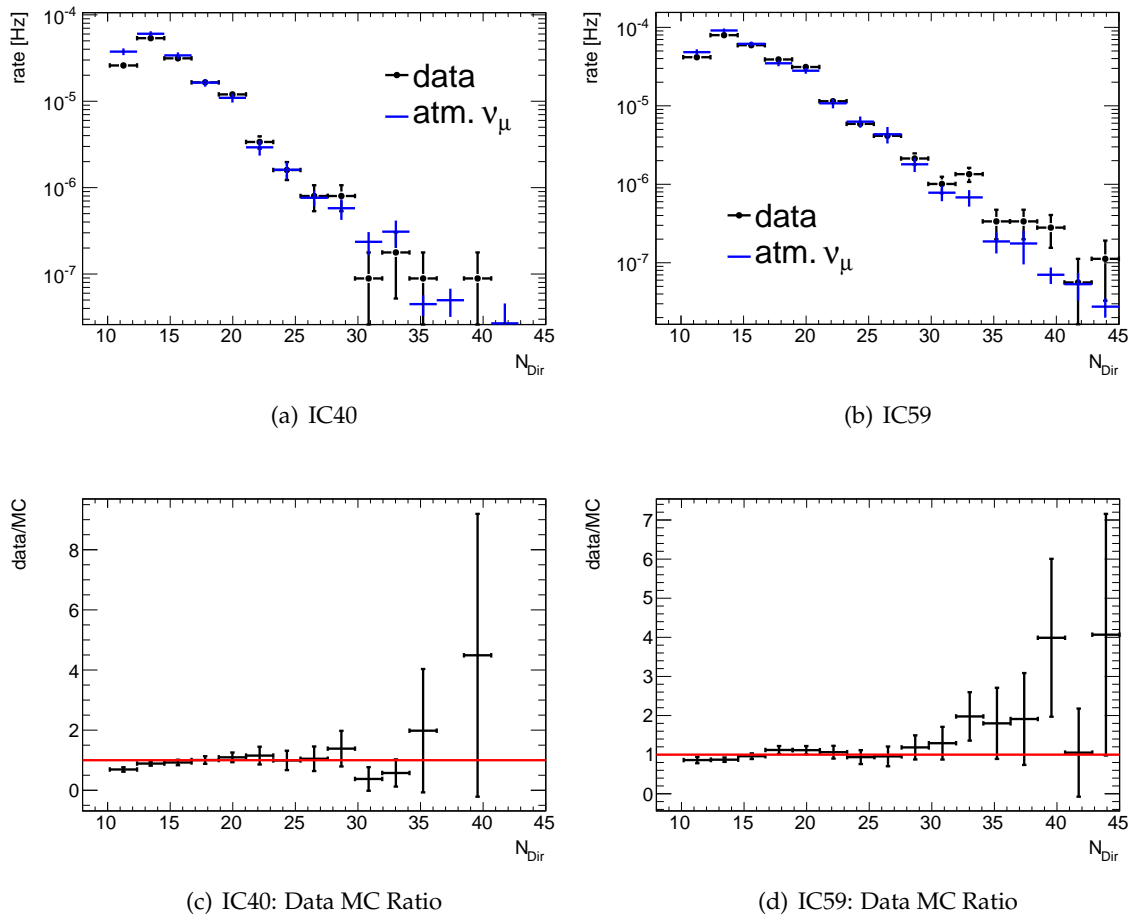 rate [Hz]
10⁻⁴
10⁻⁵
10⁻⁶
10⁻⁷
data
atm. νμ
10 15 20 25 30 35 40 45
N_Dir
(a) IC40
rate [Hz]
10⁻⁴
10⁻⁵
10⁻⁶
10⁻⁷
data
atm. νμ
10 15 20 25 30 35 40 45
N_Dir
(b) IC59
data/MC
8
6
4
2
0
10 15 20 25 30 35 40 45
N_Dir
(c) IC40: Data MC Ratio
data/MC
7
6
5
4
3
2
1
0
10 15 20 25 30 35 40 45
N_Dir
(d) IC59: Data MC Ratio